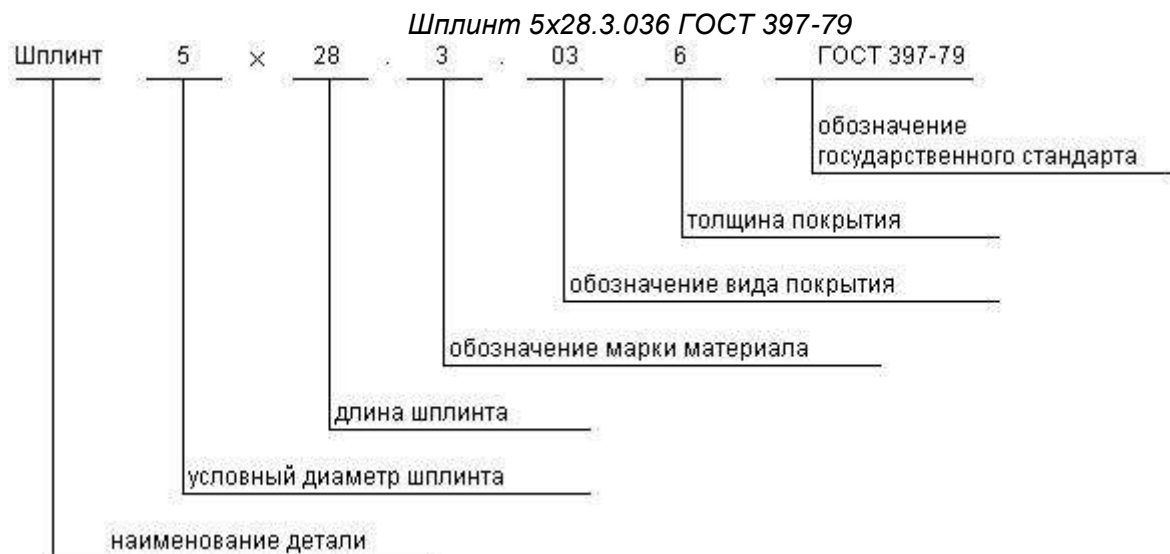 Шплинт 5х28.3.036 ГОСТ 397-79
Шплинт 5 × 28 . 3 . 03 6 ГОСТ 397-79
обозначение
государственного стандарта
толщина покрытия
обозначение вида покрытия
обозначение марки материала
длина шплинта
условный диаметр шплинта
наименование детали